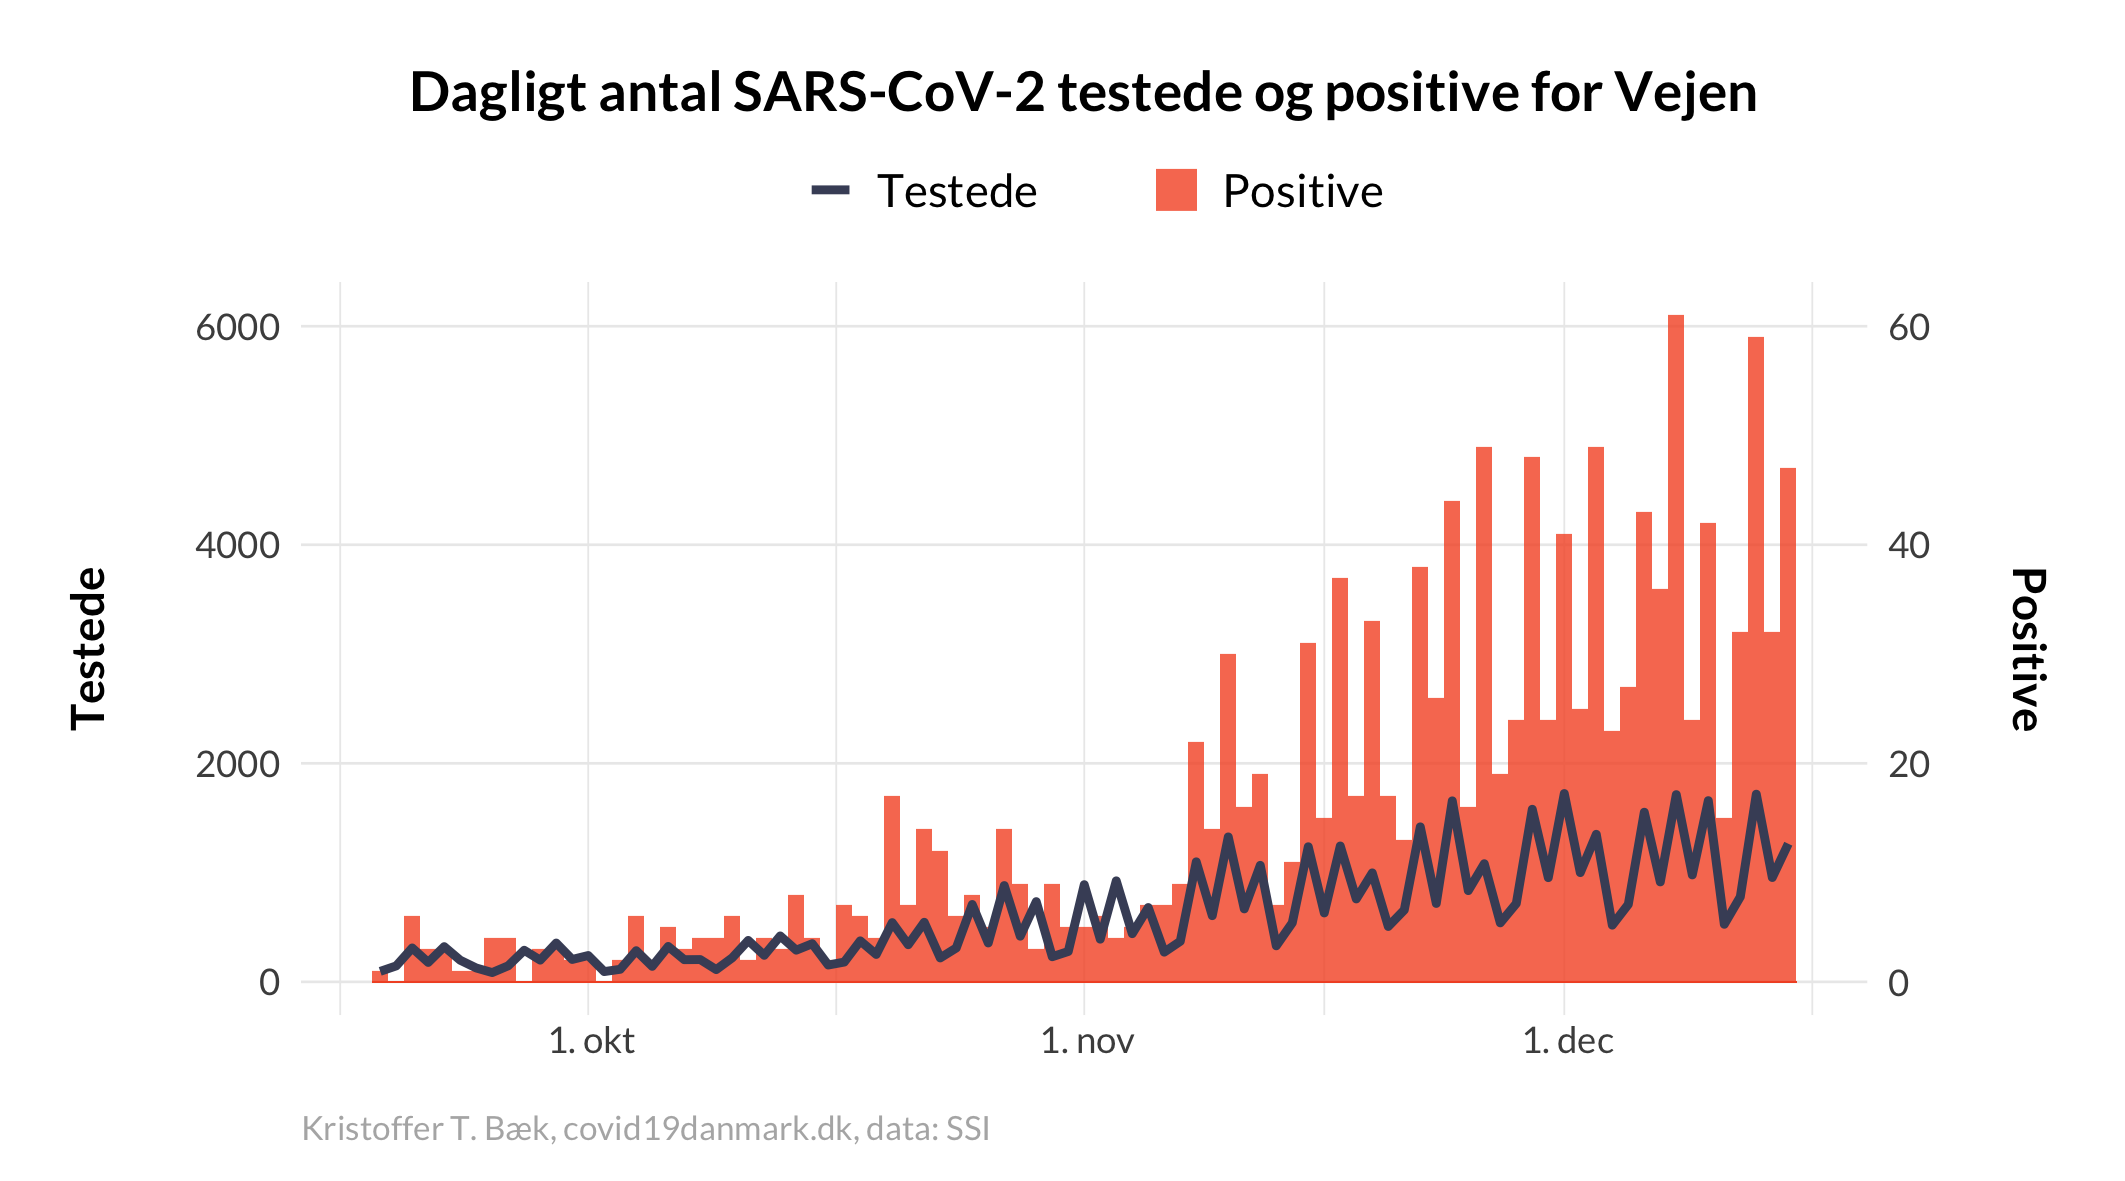 Dagligt antal SARS-CoV-2 testede og positive for Vejen
Testede
Positive
6000
4000
2000
0
60
40
20
0
Testede
Positive
1. okt
1. nov
1. dec
Kristoffer T. Bæk, covid19danmark.dk, data: SSI